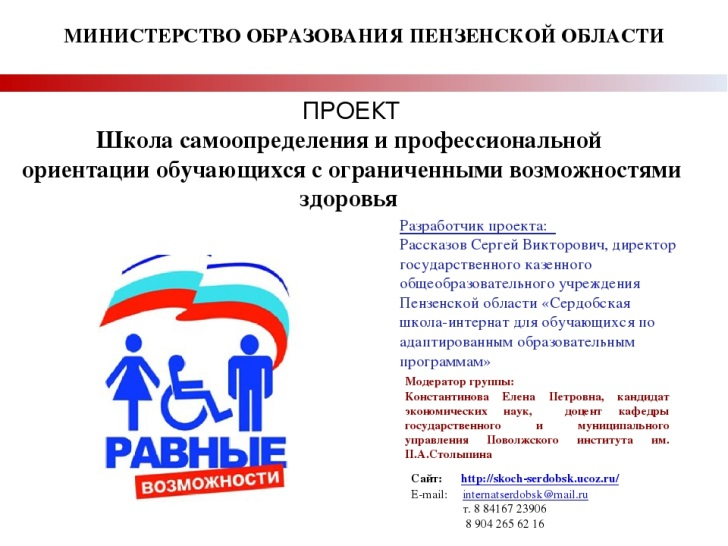 МИНИСТЕРСТВО ОБРАЗОВАНИЯ ПЕНЗЕНСКОЙ ОБЛАСТИ
ПРОЕКТ
Школа самоопределения и профессиональной
ориентации обучающихся с ограниченными возможностями
здоровья
Разработчик проекта:
Рассказов Сергей Викторович, директор
государственного казенного
общеобразовательного учреждения
Пензенской области «Сердобская
школа-интернат для обучающихся по
адаптированным образовательным
программам»
Модератор группы:
Константинова Елена Петровна, кандидат
экономических наук, доцент кафедры
государственного и муниципального
управления Поволжского института им.
П.А.Столыпина
Сайт: http://skoch-serdobsk.ucoz.ru/
E-mail: internatserdobsk@mail.ru
т. 8 84167 23906
8 904 265 62 16
РАВНЫЕ
ВОЗМОЖНОСТИ